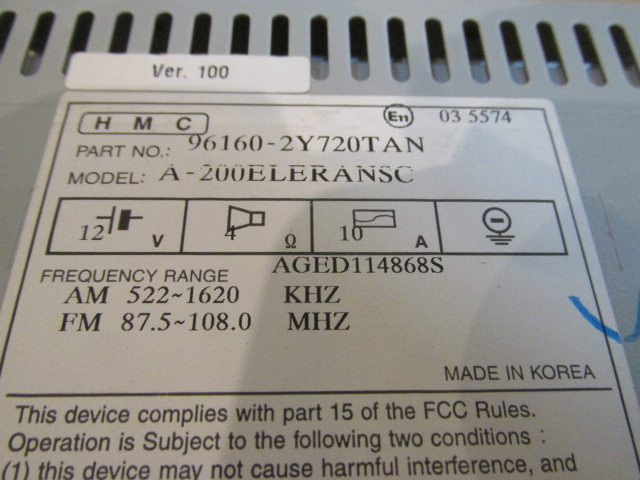 Ver. 100
HMC
E11 03 5574
PART NO.: 96160-2Y720TAN
MODEL: A-200ELERANSC
12 V 4 Ω 10 A
AGED114868S
FREQUENCY RANGE
AM 522~1620 KHZ
FM 87.5~108.0 MHZ
MADE IN KOREA
This device complies with part 15 of the FCC Rules.
Operation is Subject to the following two conditions :
(1) this device may not cause harmful interference, and